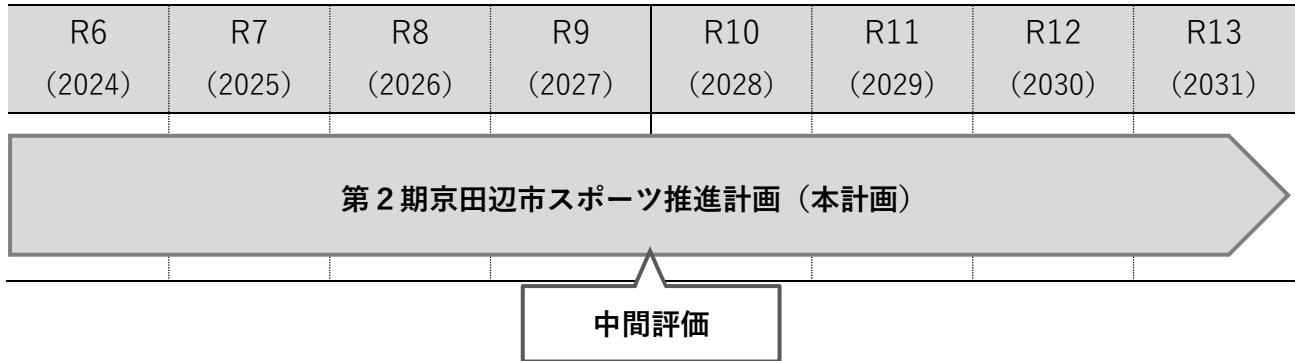 R6 R7 R8 R9 R10 R11 R12 R13
（2024） （2025） （2026） （2027） （2028） （2029） （2030） （2031）
第２期京田辺市スポーツ推進計画（本計画）
中間評価